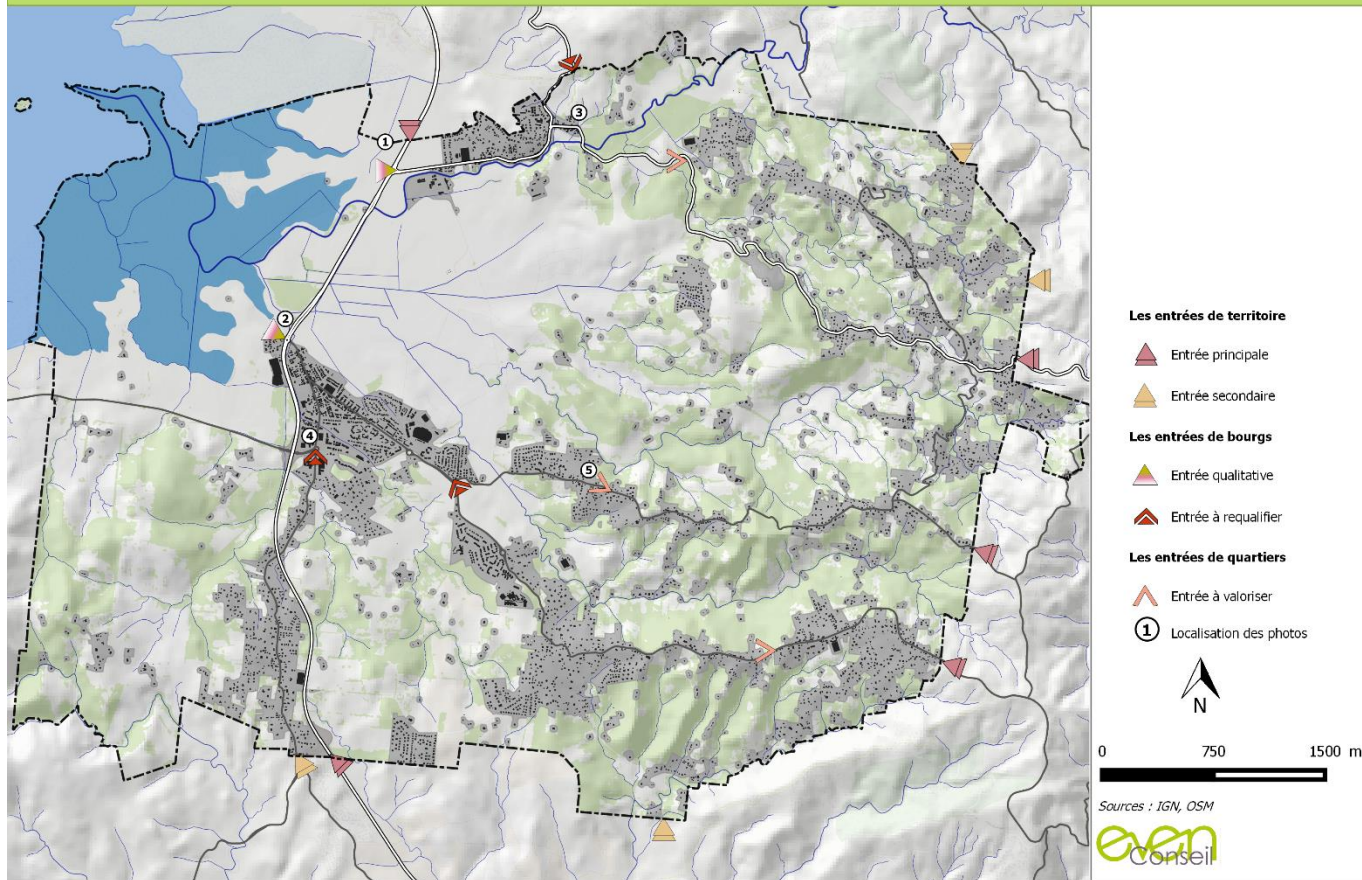 1
3
2
4
5
Les entrées de territoire
Entrée principale
Entrée secondaire
Les entrées de bourgs
Entrée qualitative
Entrée à requalifier
Les entrées de quartiers
Entrée à valoriser
1 Localisation des photos
N
0 750 1500 m
Sources : IGN, OSM
even
Conseil